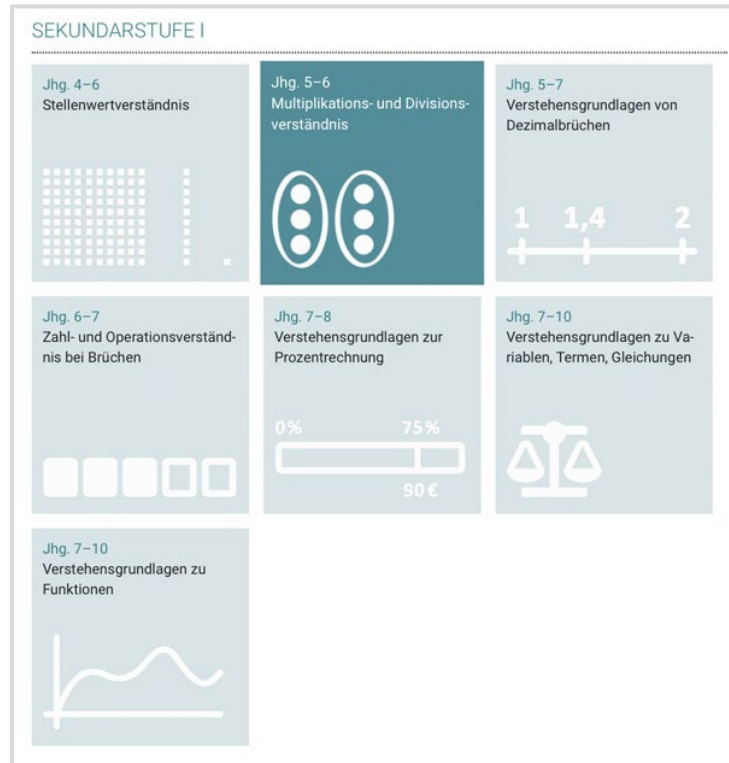 SEKUNDARSTUFE I
Jhg. 4–6
Stellenwertverständnis
Jhg. 5–6
Multiplikations- und Divisions-
verständnis
Jhg. 5–7
Verstehensgrundlagen von
Dezimalbrüchen
1 1,4 2
Jhg. 6–7
Zahl- und Operationsverständ-
nis bei Brüchen
Jhg. 7–8
Verstehensgrundlagen zur
Prozentrechnung
0% 75%
90 €
Jhg. 7–10
Verstehensgrundlagen zu Va-
riablen, Termen, Gleichungen
Jhg. 7–10
Verstehensgrundlagen zu
Funktionen